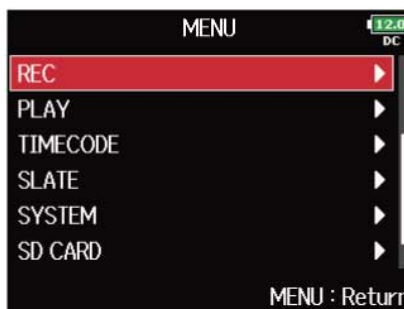 MENU
12.0
DC
REC
PLAY
TIMECODE
SLATE
SYSTEM
SD CARD
MENU : Return